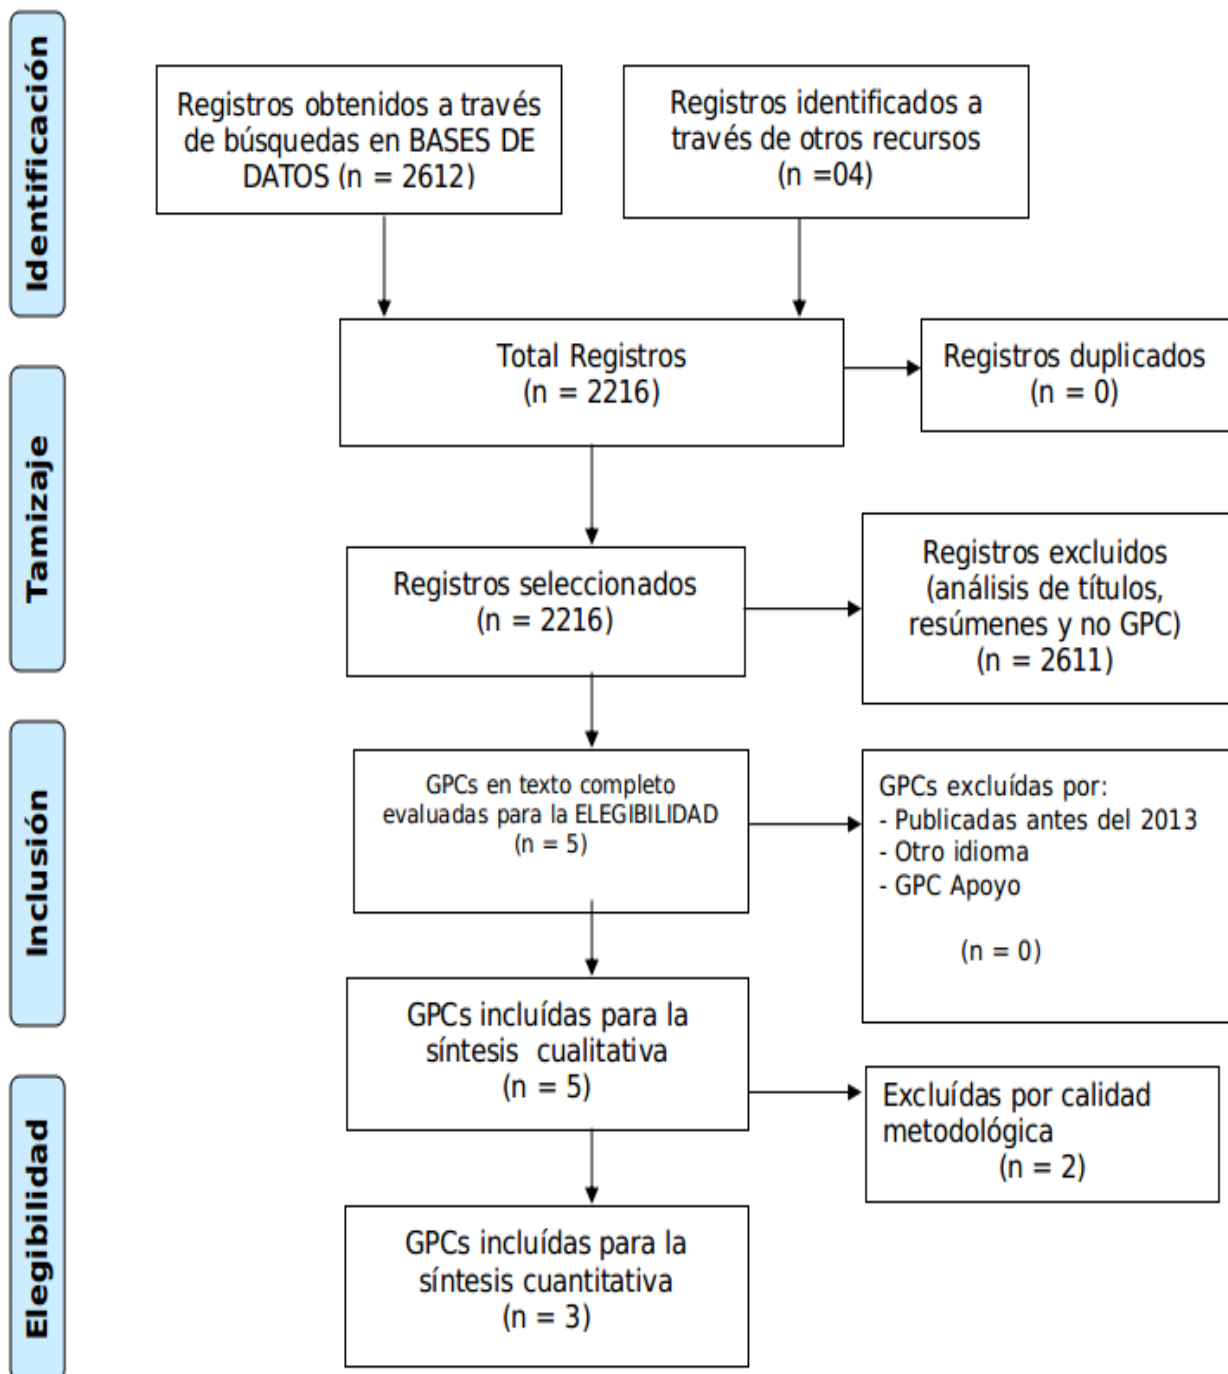 Identificación
Registros obtenidos a través
de búsquedas en BASES DE
DATOS (n = 2612)
Registros identificados a
través de otros recursos
(n =04)
Total Registros
(n = 2216)
Registros duplicados
(n = 0)
Tamizaje
Registros seleccionados
(n = 2216)
Registros excluidos
(análisis de títulos,
resúmenes y no GPC)
(n = 2611)
Inclusión
GPCs en texto completo
evaluadas para la ELEGIBILIDAD
(n = 5)
GPCs excluídas por:
- Publicadas antes del 2013
- Otro idioma
- GPC Apoyo
(n = 0)
GPCs incluídas para la
síntesis cualitativa
(n = 5)
Elegibilidad
Excluídas por calidad
metodológica
(n = 2)
GPCs incluídas para la
síntesis cuantitativa
(n = 3)